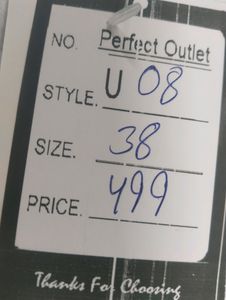 NO. Perfect Outlet
STYLE. U 08
SIZE. 38
PRICE. 499
Thanks For Choosing